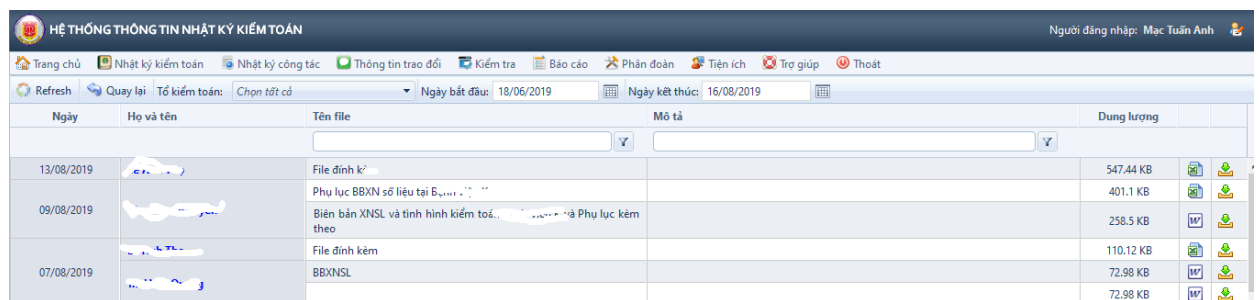 HỆ THỐNG THÔNG TIN NHẬT KÝ KIỂM TOÁN
Người đăng nhập: Mạc Tuấn Anh
Trang chủ Nhật ký kiểm toán Nhật ký công tác Thông tin trao đổi Kiểm tra Báo cáo Phân đoàn Tiện ích Trợ giúp Thoát
Refresh Quay lại Tổ kiểm toán: Chọn tất cả Ngày bắt đầu: 18/06/2019 Ngày kết thúc: 16/08/2019
Ngày Họ và tên Tên file Mô tả Dung lượng
13/08/2019 File đính 547.44 KB
Phụ lục BBXN số liệu tại 401.1 KB
09/08/2019
Biên bản XNSL và tình hình kiểm và Phụ lục kèm
theo
258.5 KB
File đính kèm 110.12 KB
07/08/2019
BBXNSL 72.98 KB
72.98 KB